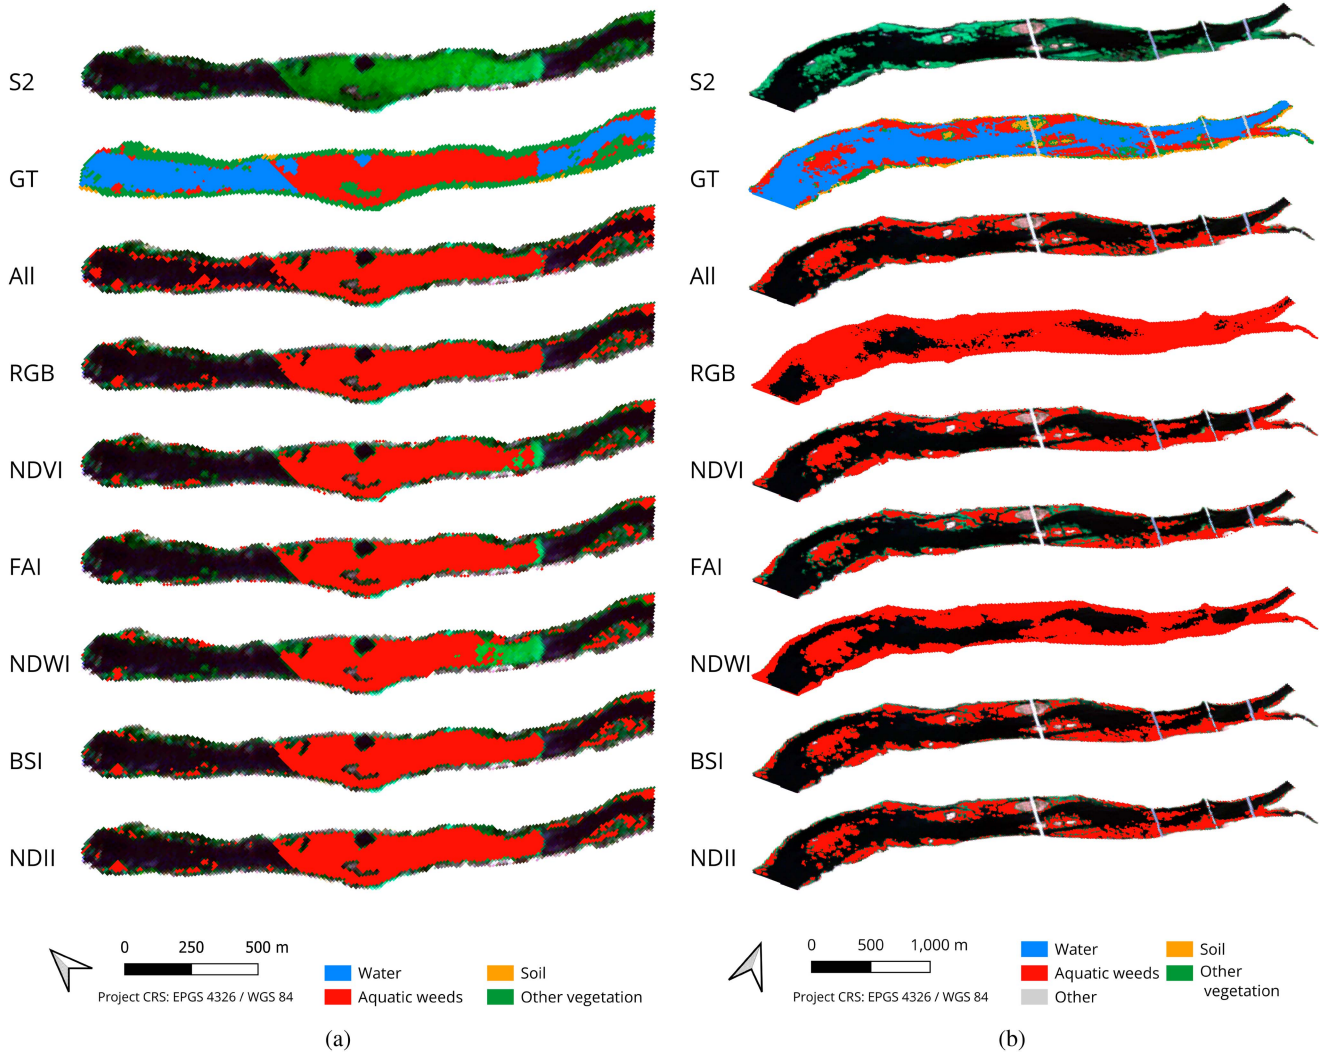 S2
GT
All
RGB
NDVI
FAI
NDWI
BSI
NDII
0 250 500 m
Project CRS: EPGS 4326 / WGS 84
Water
Aquatic weeds
Soil
Other vegetation
(a)
S2
GT
All
RGB
NDVI
FAI
NDWI
BSI
NDII
0 500 1,000 m
Project CRS: EPGS 4326 / WGS 84
Water
Aquatic weeds
Other
Soil
Other
vegetation
(b)